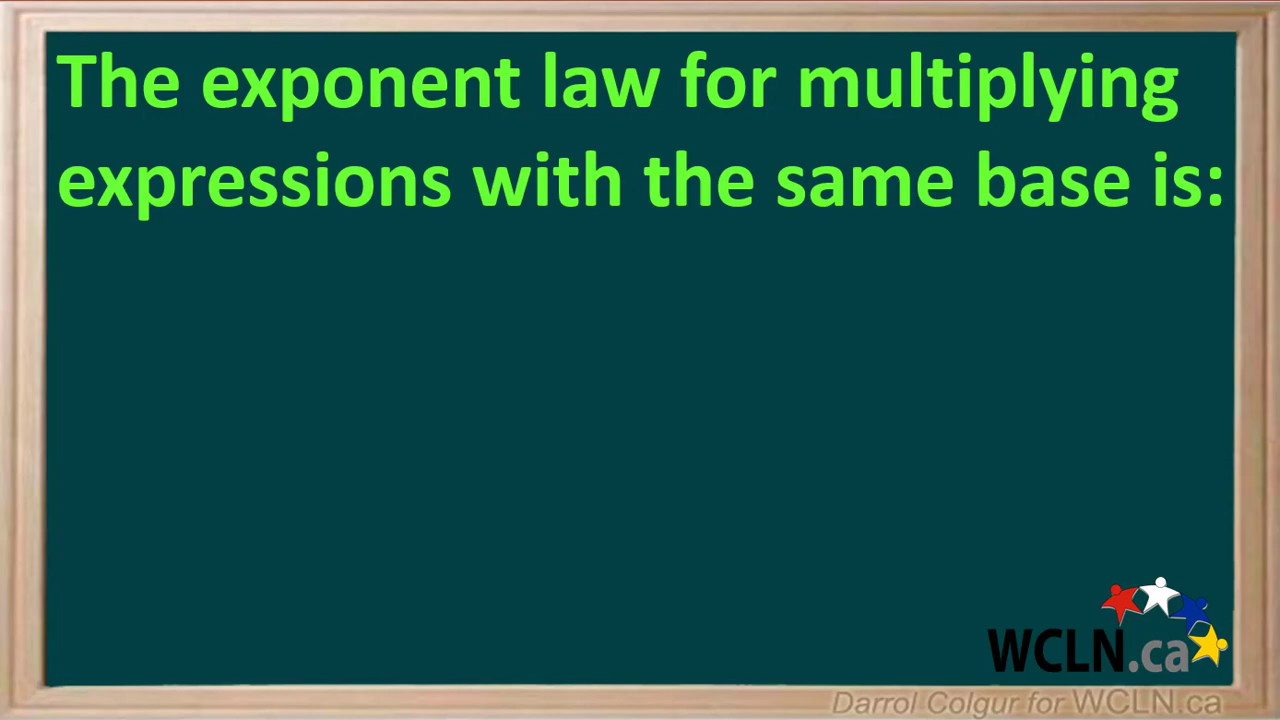 The exponent law for multiplying
expressions with the same base is:
WCLN.ca
Darrol Colgur for WCLN.ca